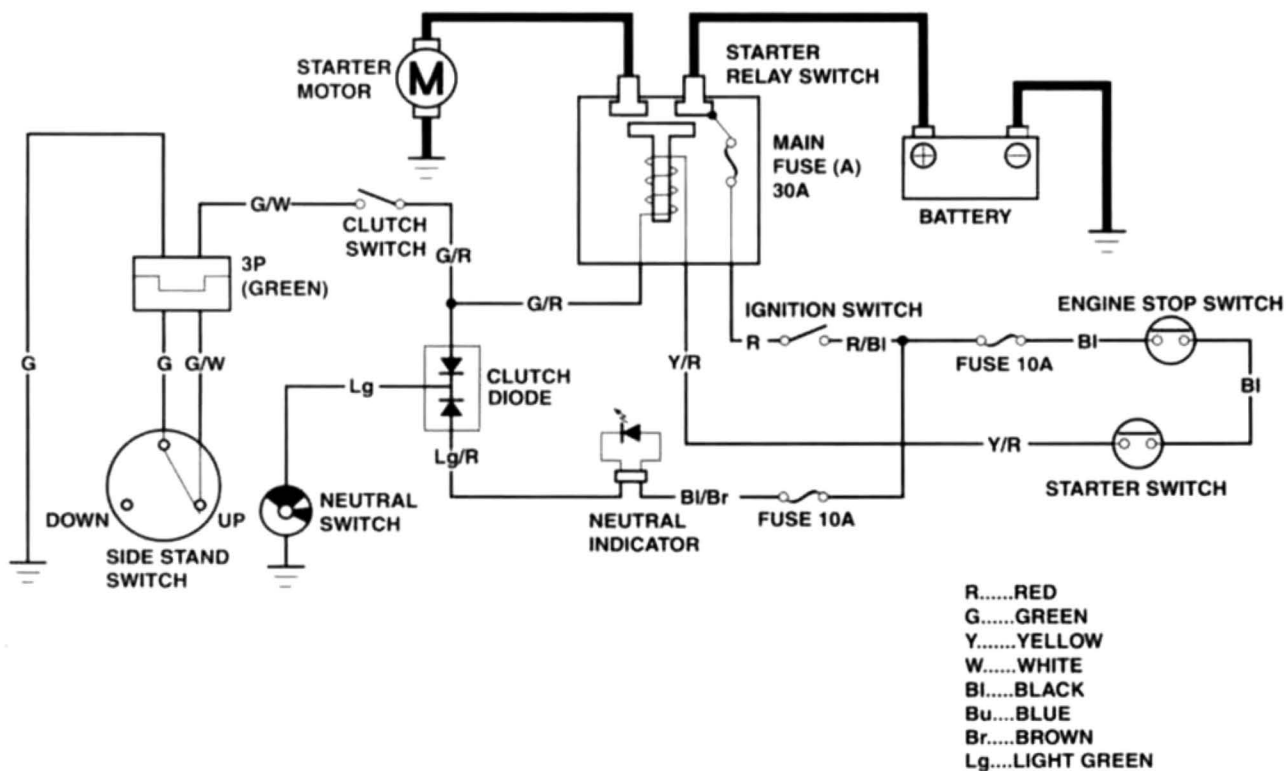 STARTER
MOTOR
M
STARTER
RELAY SWITCH
MAIN
FUSE (A)
30A
+
−
BATTERY
G/W
CLUTCH
SWITCH
G/R
3P
(GREEN)
G/R
IGNITION SWITCH
ENGINE STOP SWITCH
R
R/Bl
FUSE 10A
Bl
G
G
G/W
Y/R
Bl
Lg
CLUTCH
DIODE
Lg/R
Y/R
STARTER SWITCH
DOWN
UP
SIDE STAND
SWITCH
NEUTRAL
SWITCH
Bl/Br
FUSE 10A
NEUTRAL
INDICATOR
R......RED
G......GREEN
Y.......YELLOW
W......WHITE
Bl.....BLACK
Bu....BLUE
Br.....BROWN
Lg....LIGHT GREEN